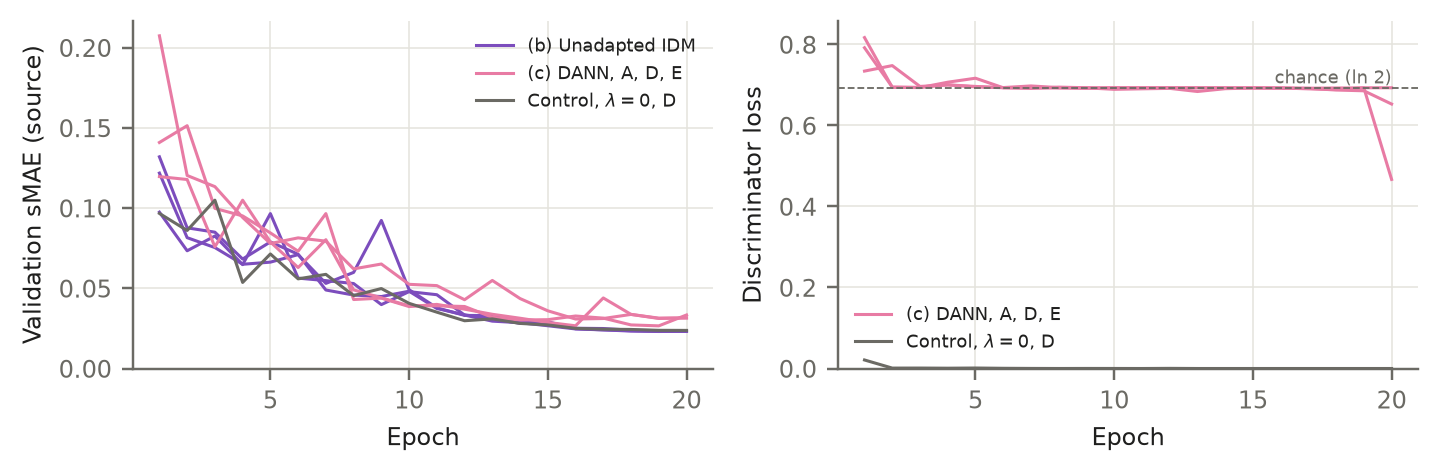 Validation sMAE (source)
0.20
0.15
0.10
0.05
0.00
5
10
15
20
Epoch
(b) Unadapted IDM
(c) DANN, A, D, E
Control, λ = 0, D
Discriminator loss
0.8
0.6
0.4
0.2
0.0
5
10
15
20
Epoch
chance (ln 2)
(c) DANN, A, D, E
Control, λ = 0, D